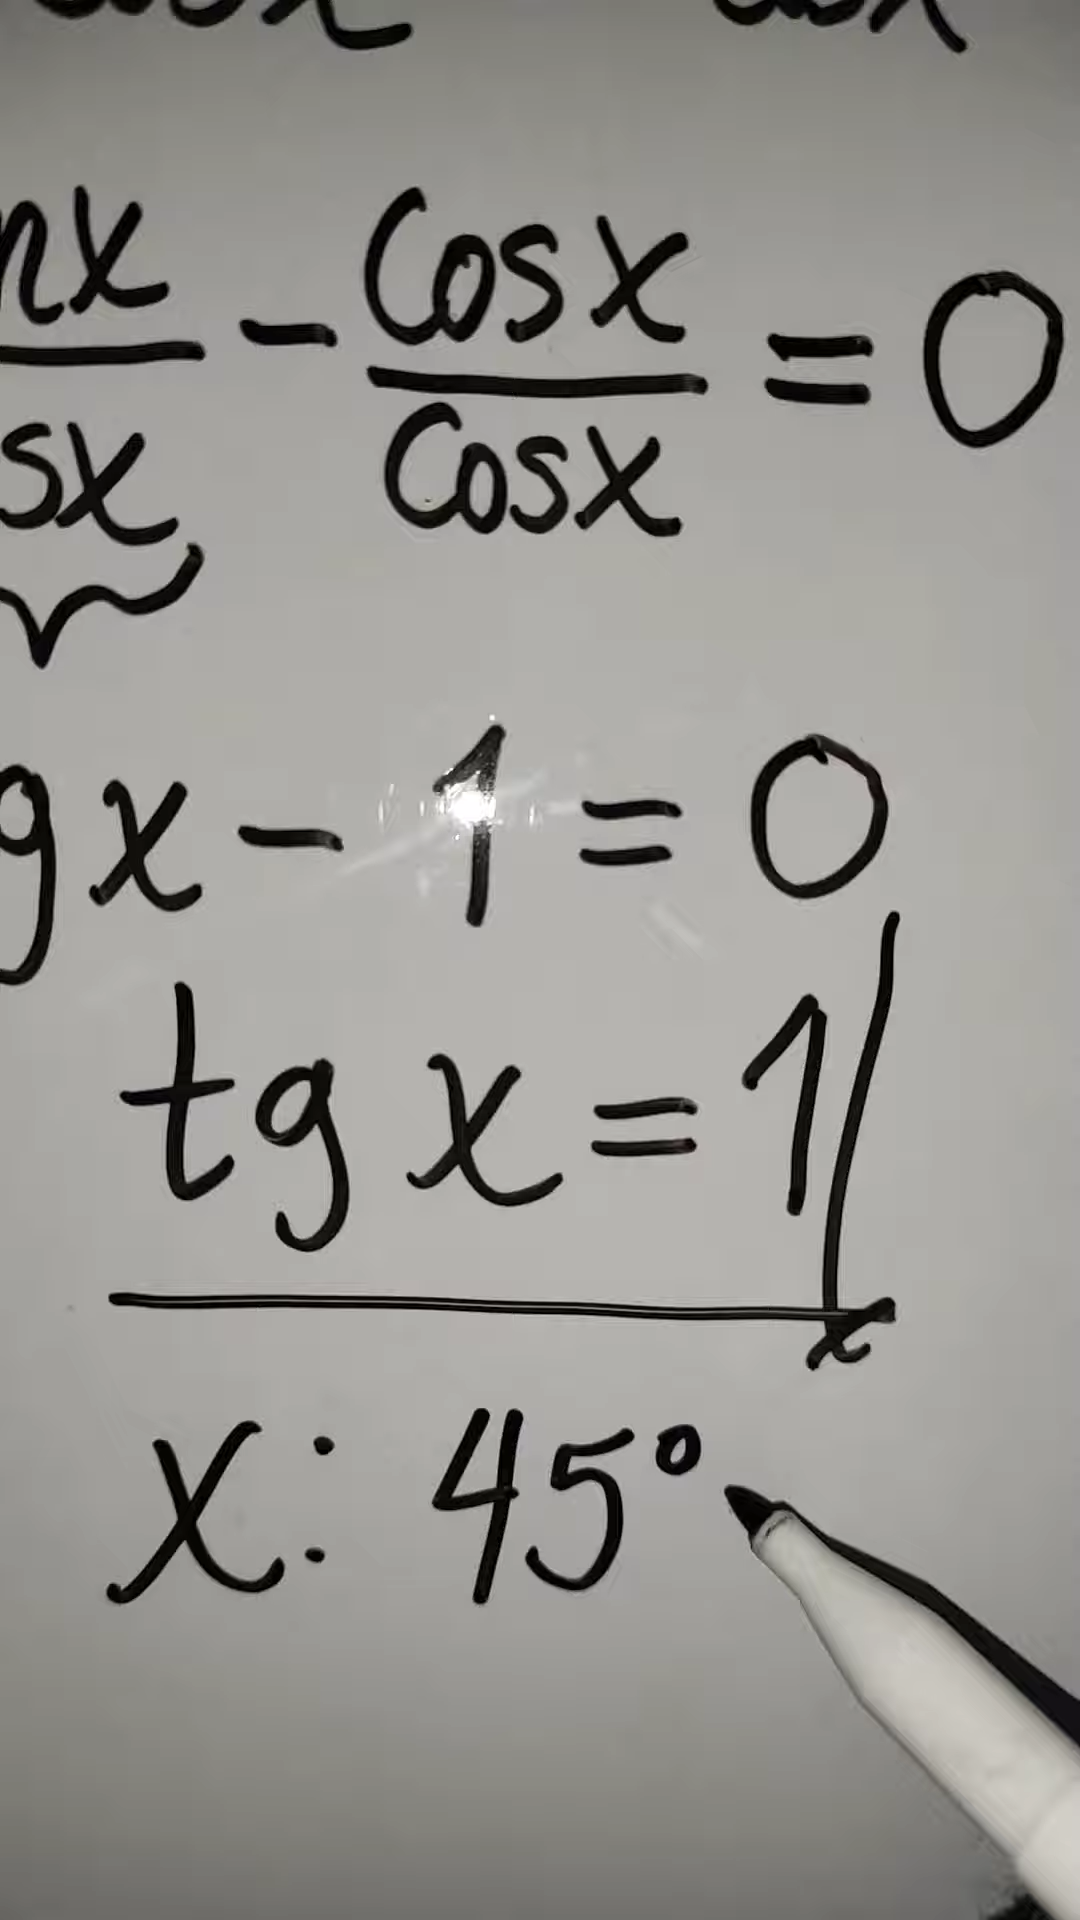 nx/sx - Cosx/Cosx = 0
gx - 1 = 0
tg x = 1
x: 45°